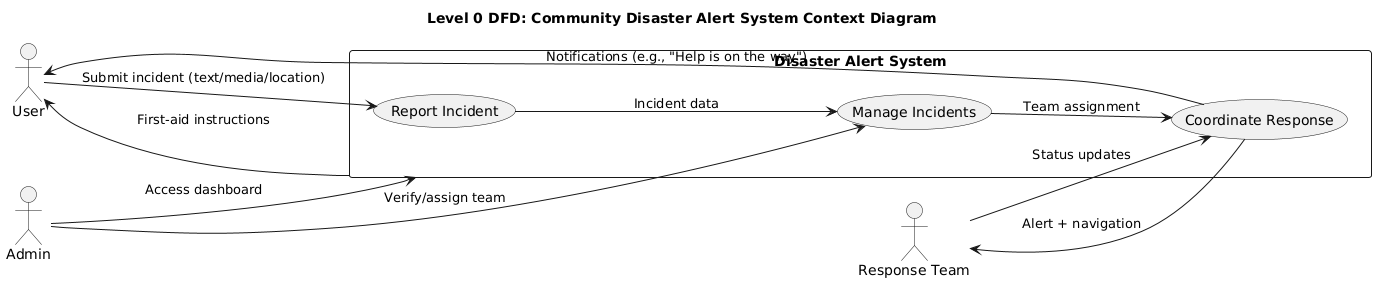 Level 0 DFD: Community Disaster Alert System Context Diagram
Notifications (e.g., "Help is on the way")
Disaster Alert System
Submit incident (text/media/location)
User
Report Incident
Incident data
Manage Incidents
Team assignment
Coordinate Response
First-aid instructions
Status updates
Access dashboard
Verify/assign team
Alert + navigation
Admin
Response Team